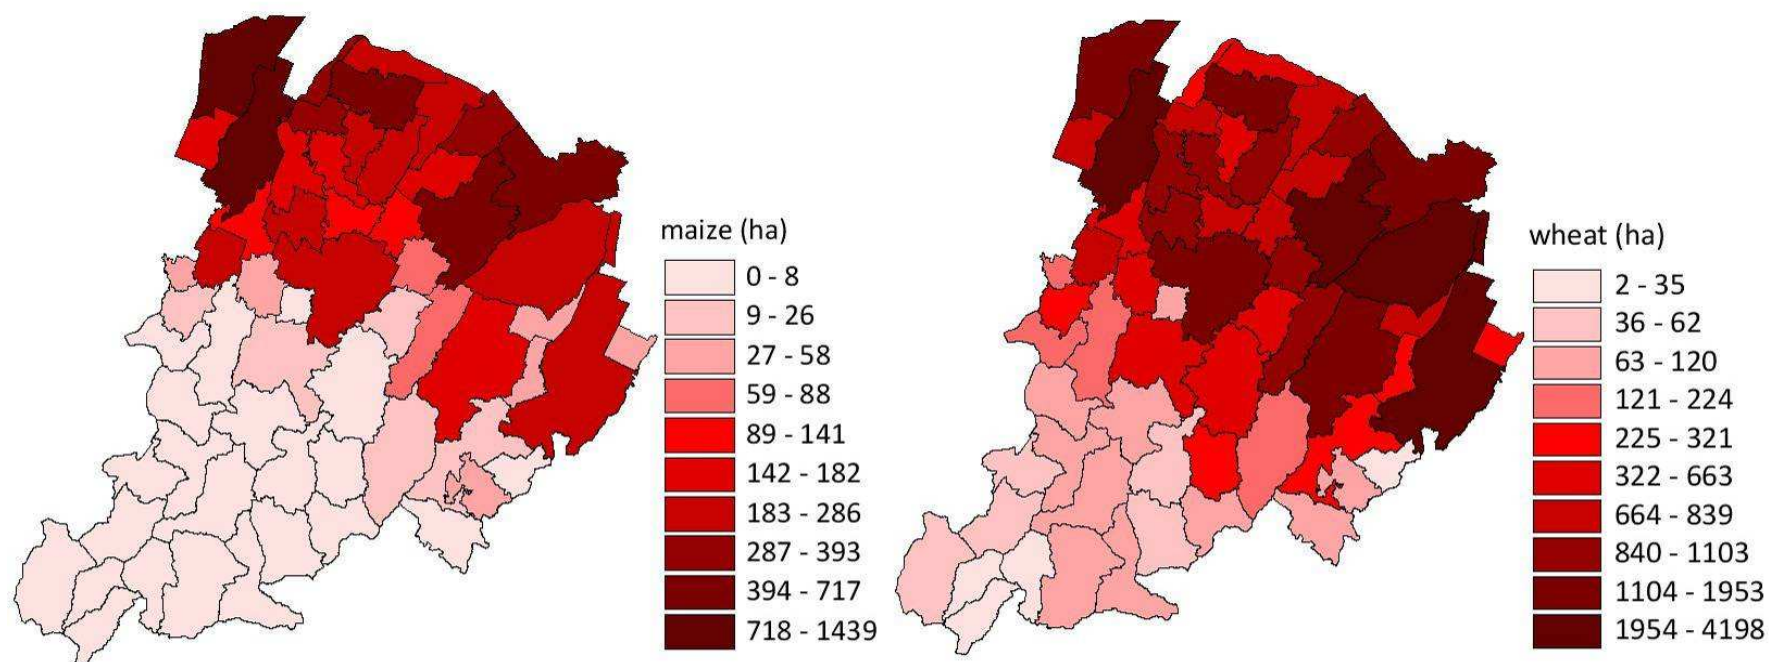 maize (ha)
0 - 8
9 - 26
27 - 58
59 - 88
89 - 141
142 - 182
183 - 286
287 - 393
394 - 717
718 - 1439
wheat (ha)
2 - 35
36 - 62
63 - 120
121 - 224
225 - 321
322 - 663
664 - 839
840 - 1103
1104 - 1953
1954 - 4198